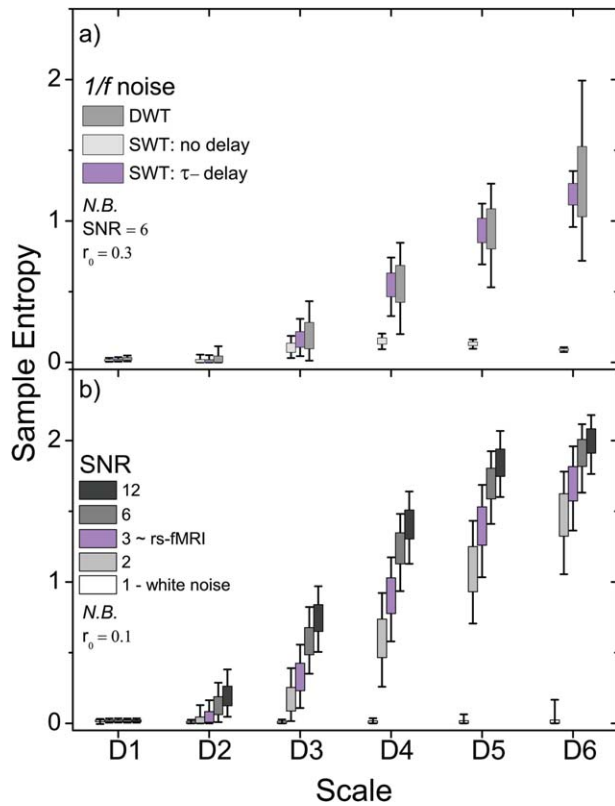 a)
1/f noise
DWT
SWT: no delay
SWT: τ– delay
N.B.
SNR = 6
r₀ = 0.3
2
1
0
Sample Entropy
b)
SNR
12
6
3 ~ rs-fMRI
2
1 - white noise
N.B.
r₀ = 0.1
2
1
0
D1 D2 D3 D4 D5 D6
Scale